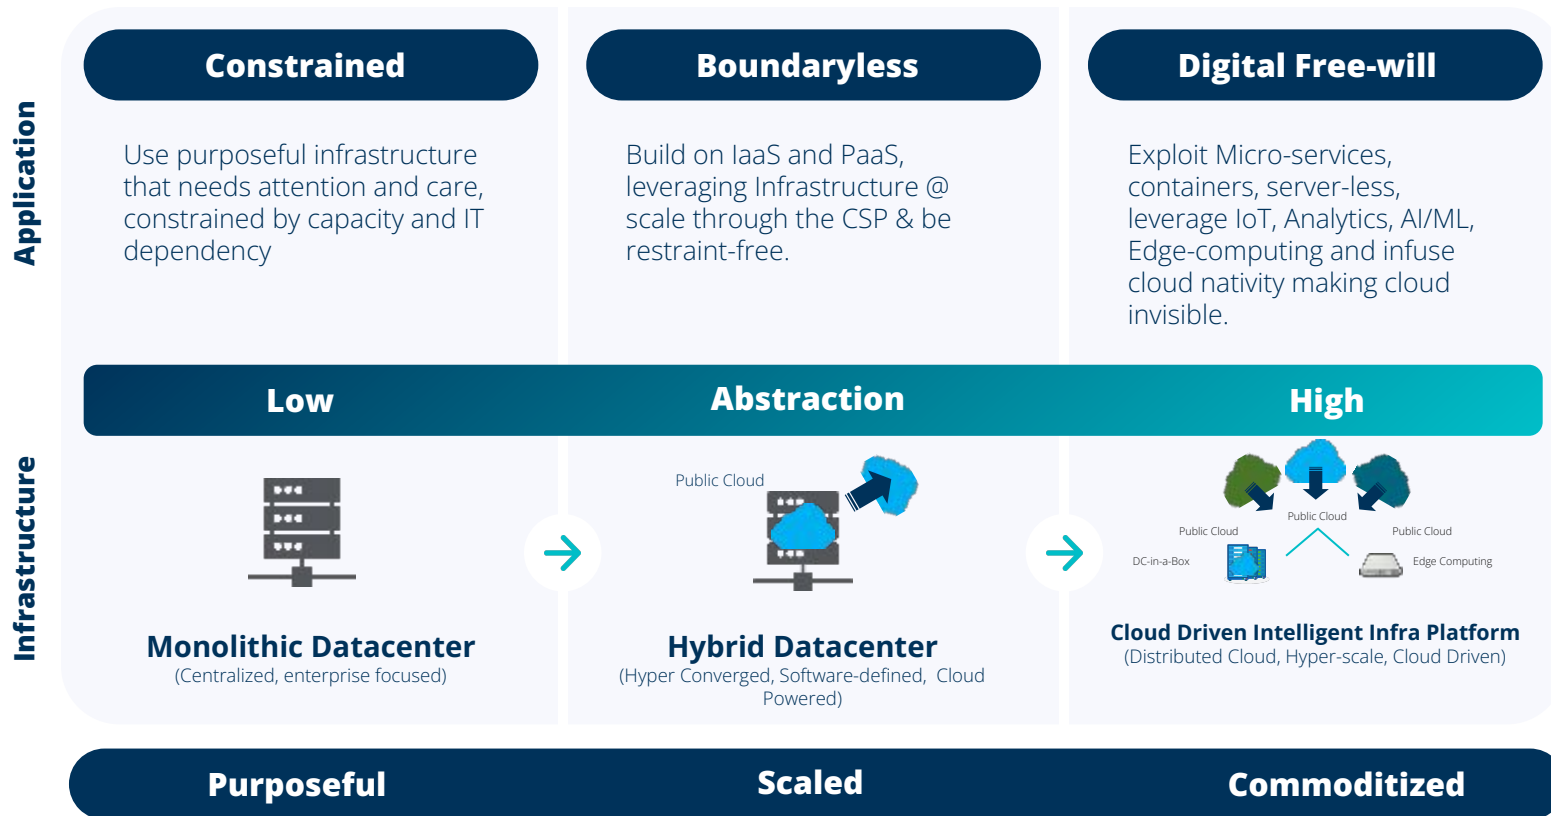 Application
Constrained
Use purposeful infrastructure
that needs attention and care,
constrained by capacity and IT
dependency
Boundaryless
Build on IaaS and PaaS,
leveraging Infrastructure @
scale through the CSP & be
restraint-free.
Digital Free-will
Exploit Micro-services,
containers, server-less,
leverage IoT, Analytics, AI/ML,
Edge-computing and infuse
cloud nativity making cloud
invisible.
Low
Abstraction
High
Infrastructure
Monolithic Datacenter
(Centralized, enterprise focused)
Public Cloud
Hybrid Datacenter
(Hyper Converged, Software-defined,  Cloud
Powered)
Public Cloud
Public Cloud
Public Cloud
DC-in-a-Box
Edge Computing
Cloud Driven Intelligent Infra Platform
(Distributed Cloud, Hyper-scale, Cloud Driven)
Purposeful
Scaled
Commoditized